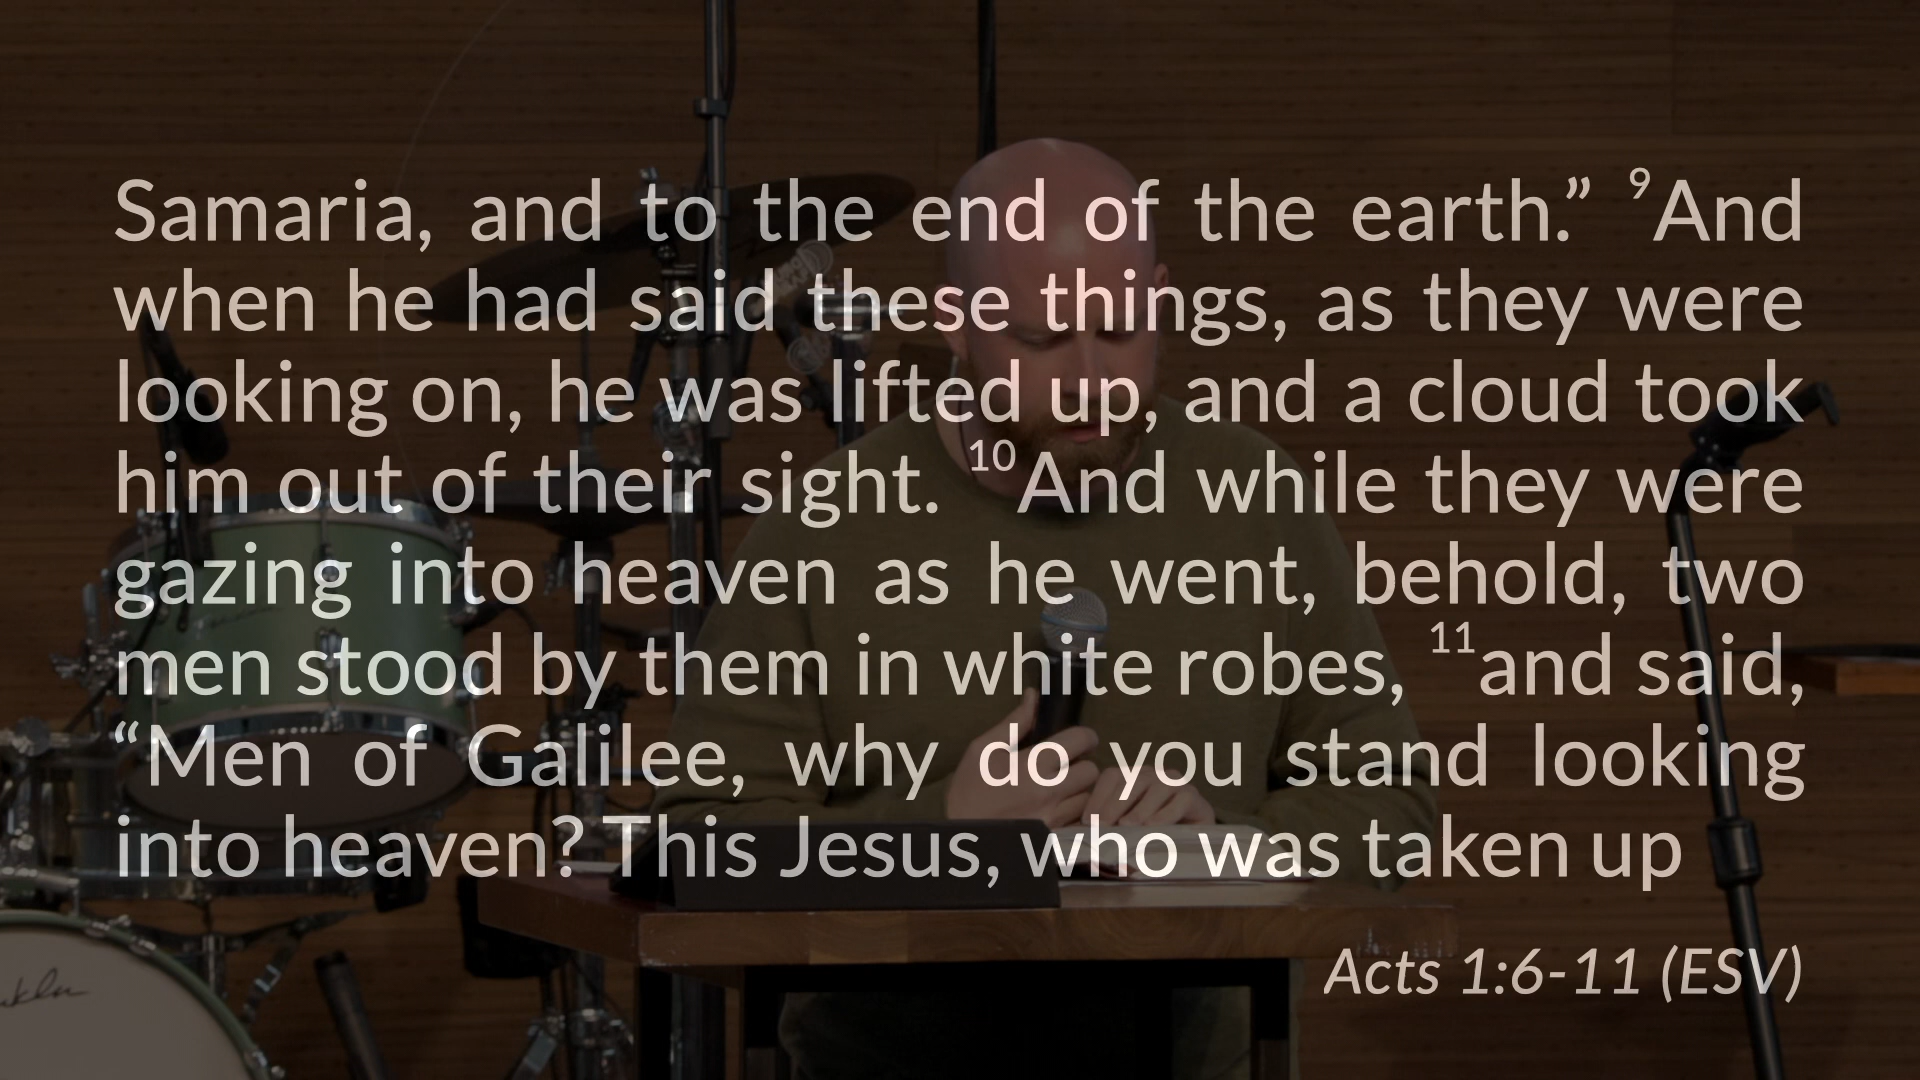 Samaria, and to the end of the earth.” ⁹And
when he had said these things, as they were
looking on, he was lifted up, and a cloud took
him out of their sight. ¹⁰And while they were
gazing into heaven as he went, behold, two
men stood by them in white robes, ¹¹and said,
“Men of Galilee, why do you stand looking
into heaven? This Jesus, who was taken up
Acts 1:6-11 (ESV)